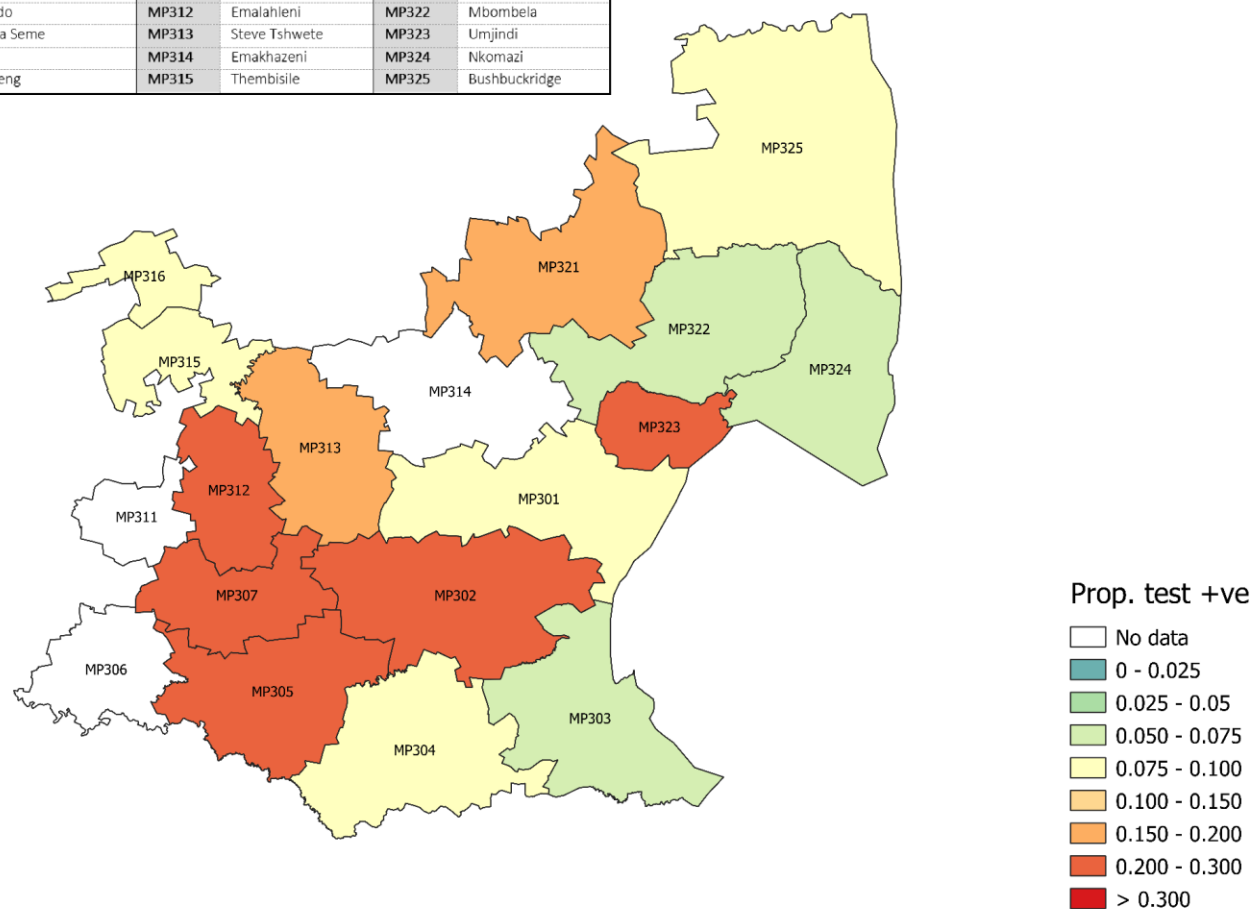 do MP312 Emalahleni MP322 Mbombela
a Seme MP313 Steve Tshwete MP323 Umjindi
MP314 Emakhazeni MP324 Nkomazi
eng MP315 Thembisile MP325 Bushbuckridge
MP325
MP316
MP321
MP322
MP315
MP324
MP314
MP323
MP313
MP312
MP301
MP311
MP307
MP302
MP306
MP305
MP303
MP304
Prop. test +ve
No data
0 - 0.025
0.025 - 0.05
0.050 - 0.075
0.075 - 0.100
0.100 - 0.150
0.150 - 0.200
0.200 - 0.300
> 0.300